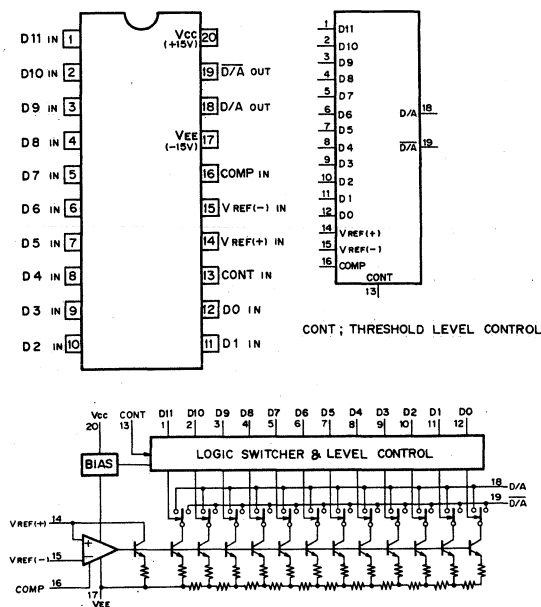 D11 IN 1
D10 IN 2
D9 IN 3
D8 IN 4
D7 IN 5
D6 IN 6
D5 IN 7
D4 IN 8
D3 IN 9
D2 IN 10
VCC (+15V) 20
19 D/A OUT
18 D/A OUT
VEE (-15V) 17
16 COMP IN
15 VREF(-) IN
14 VREF(+) IN
13 CONT IN
12 D0 IN
11 D1 IN
1 D11
2 D10
3 D9
4 D8
5 D7
6 D6
7 D5
8 D4
9 D3
10 D2
11 D1
12 D0
14 VREF(+)
15 VREF(-)
16 COMP
D/A 18
D/A 19
CONT
13
CONT ; THRESHOLD LEVEL CONTROL
Vcc CONT D11 D10 D9 D8 D7 D6 D5 D4 D3 D2 D1 D0
20 13 1 2 3 4 5 6 7 8 9 10 11 12
LOGIC SWITCHER & LEVEL CONTROL
BIAS
18 D/A
19 D/A
VREF(+) 14
+
VREF(-) 15
−
COMP 16
17
VEE